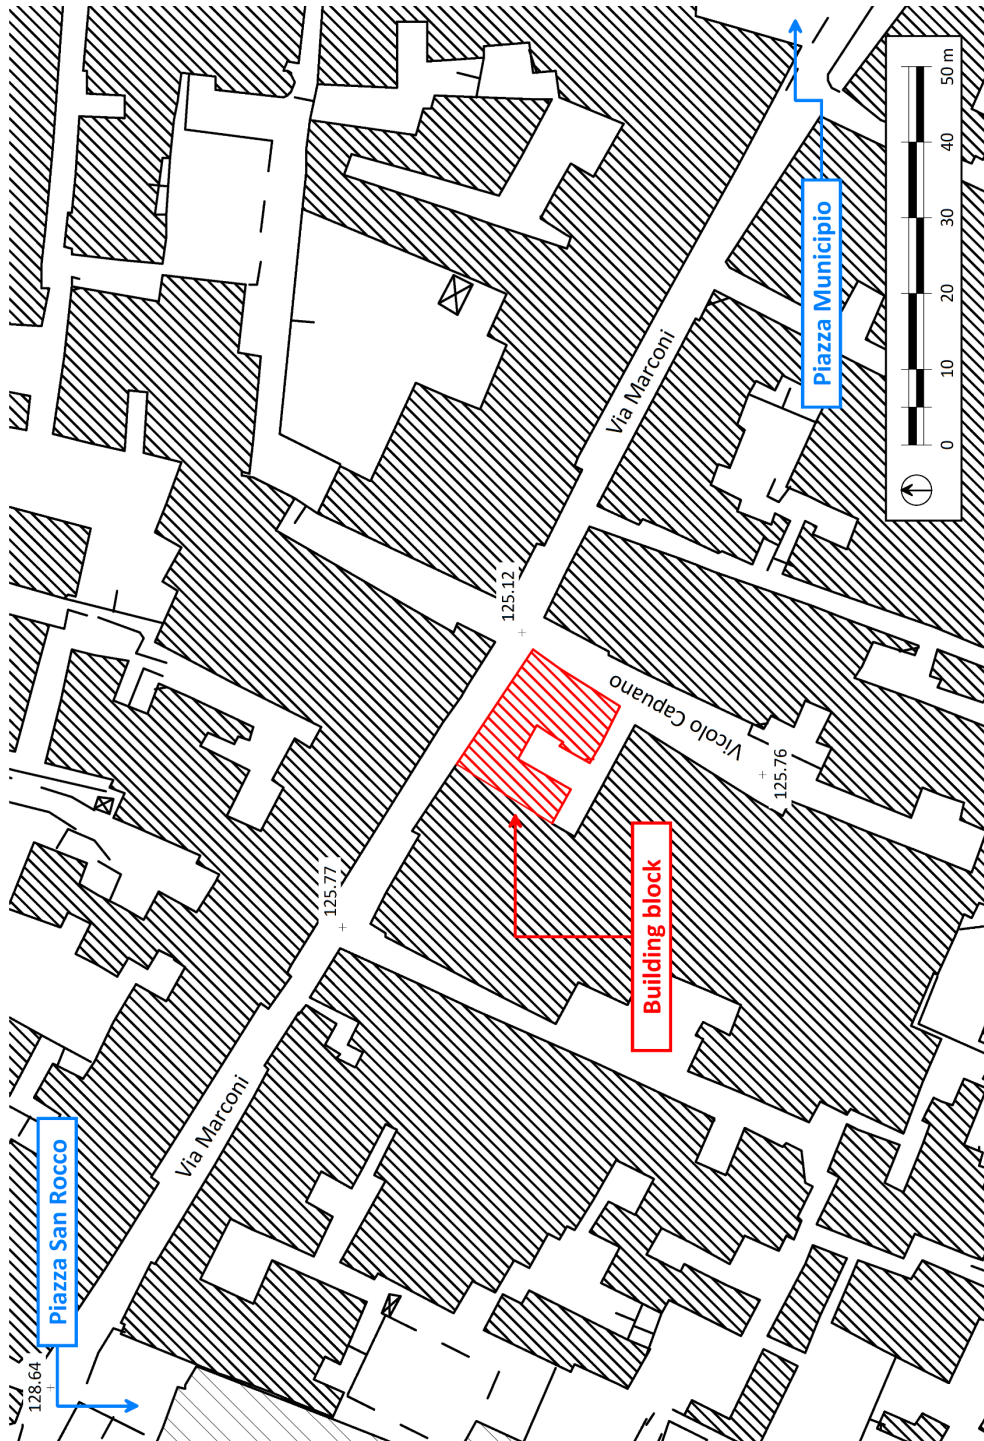 128.64
Piazza San Rocco
Via Marconi
125.77
Building block
125.12
Vicolo Capuano
125.76
Via Marconi
Piazza Municipio
0
10
20
30
40
50 m